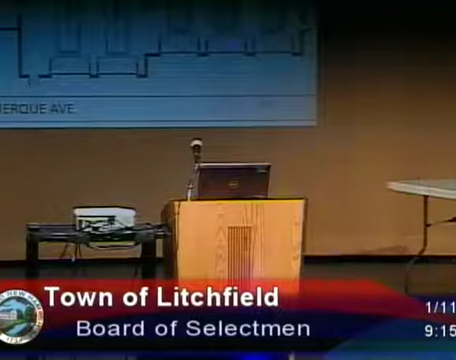 ERQUE AVE
Town of Litchfield
Board of Selectmen
1/11
9:15